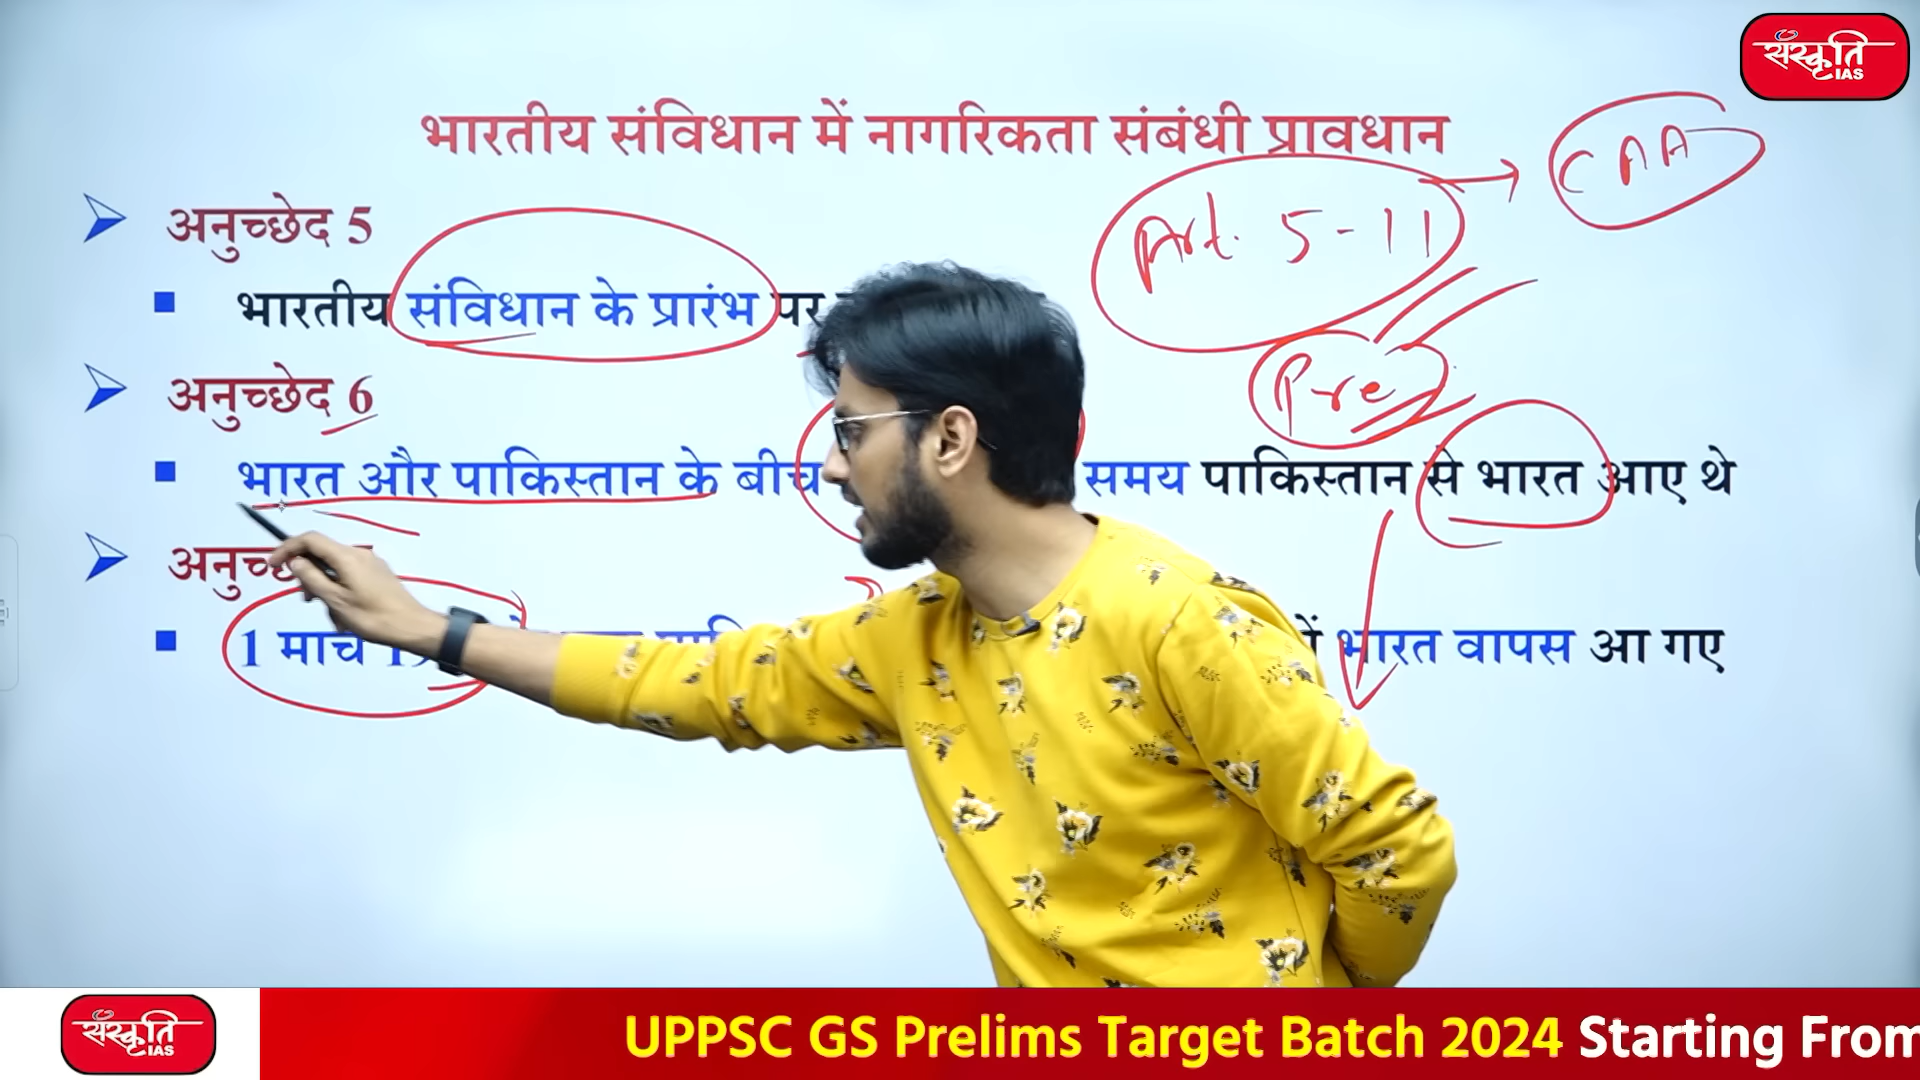 संस्कृति
IAS
भारतीय संविधान में नागरिकता संबंधी प्रावधान
CAA
अनुच्छेद 5
Art. 5-11
भारतीय संविधान के प्रारंभ पर
अनुच्छेद 6
Pre
भारत और पाकिस्तान के बीच समय पाकिस्तान से भारत आए थे
1 मार्च भारत वापस आ गए
संस्कृति
IAS
UPPSC GS Prelims Target Batch 2024 Starting From